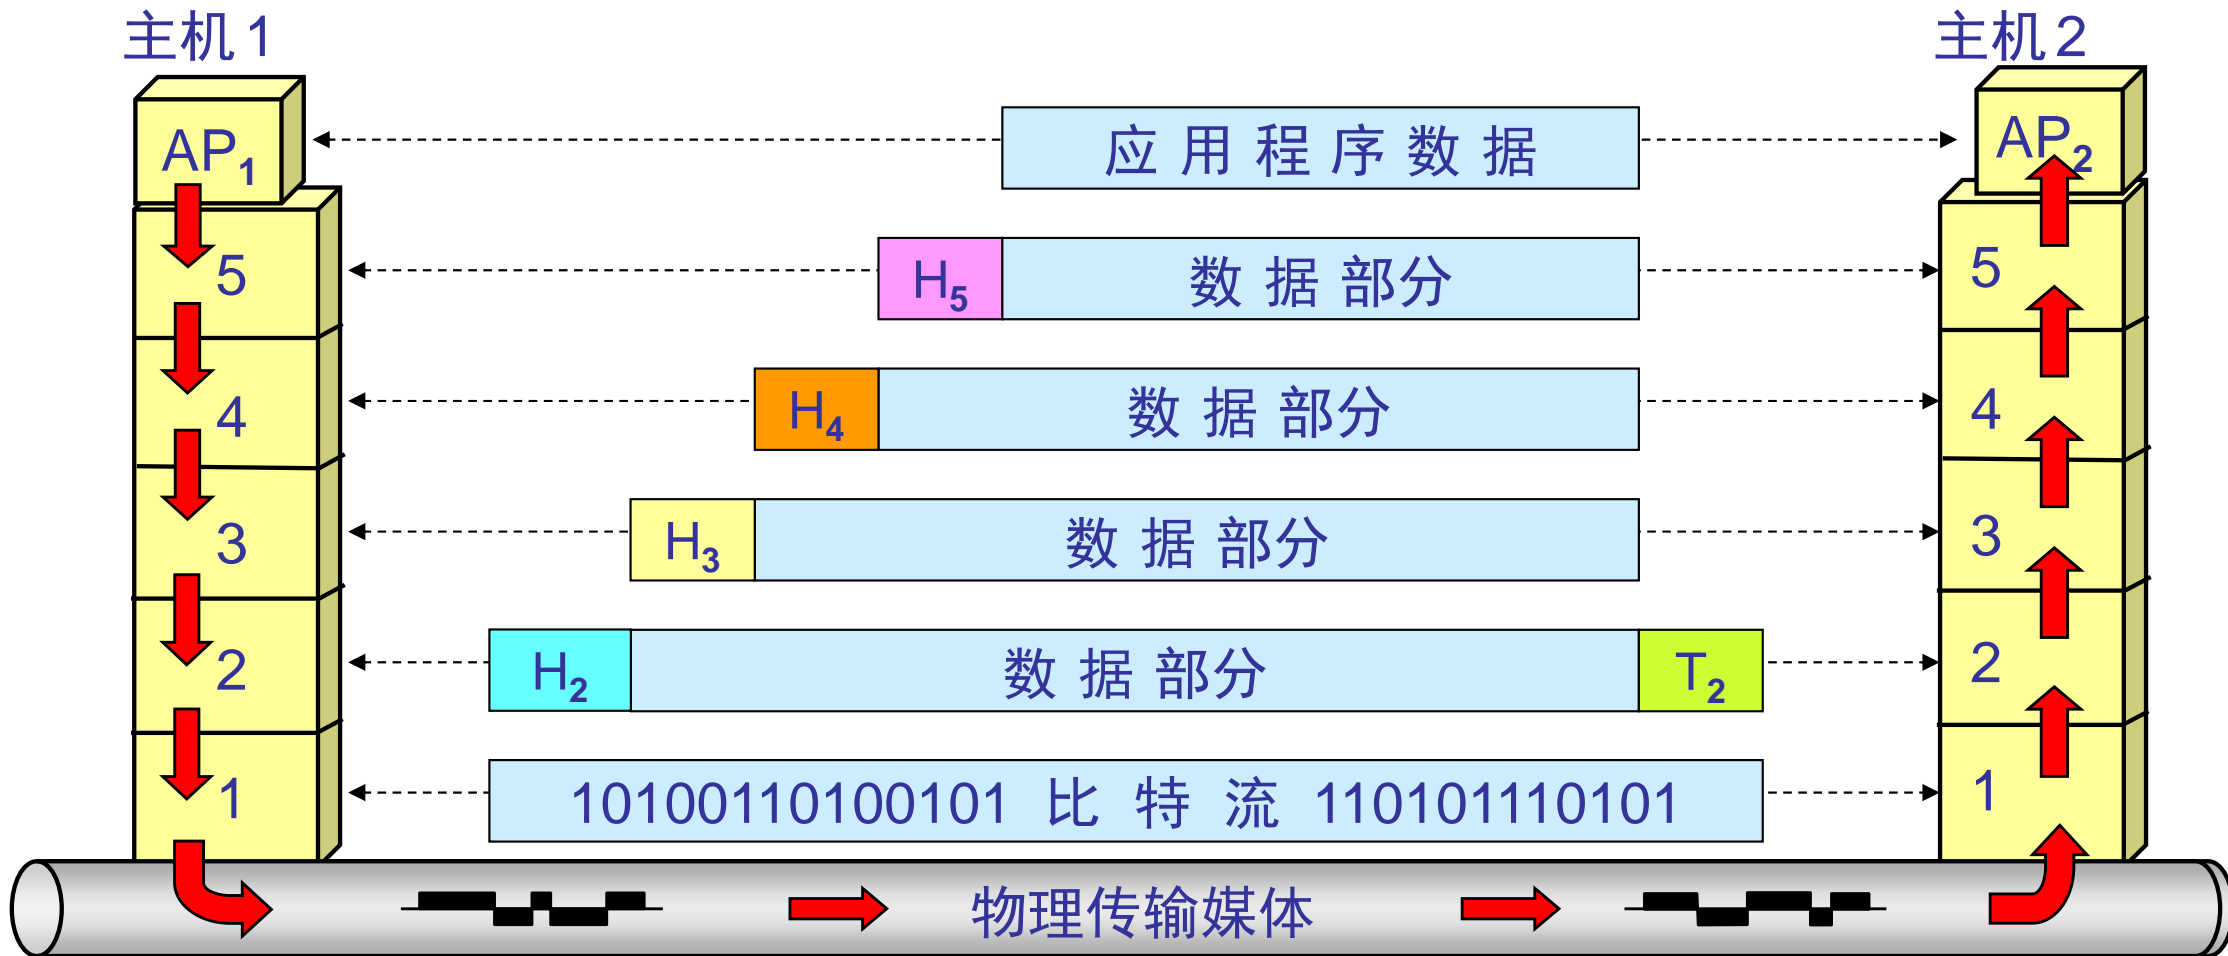 主机1 主机2
AP1 应用程序数据 AP2
5 H5 数据部分 5
4 H4 数据部分 4
3 H3 数据部分 3
2 H2 数据部分 T2 2
1 10100110100101 比特流 110101110101 1
物理传输媒体